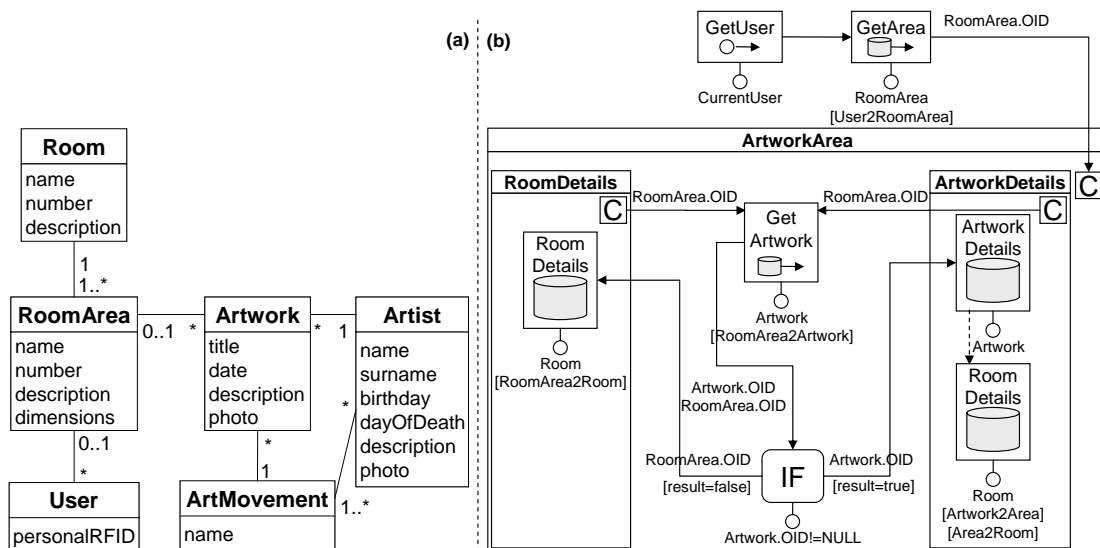 (a)
Room
name
number
description
1
1..*
RoomArea
name
number
description
dimensions
0..1
*
Artwork
title
date
description
photo
*
1
Artist
name
surname
birthday
dayOfDeath
description
photo
0..1
*
User
personalRFID
*
1
ArtMovement
name
*
1..*
(b)
GetUser
CurrentUser
GetArea
RoomArea
[User2RoomArea]
RoomArea.OID
ArtworkArea
C
RoomDetails
C
RoomArea.OID
Room
Details
Room
[RoomArea2Room]
Get
Artwork
Artwork
[RoomArea2Artwork]
RoomArea.OID
ArtworkDetails
C
Artwork
Details
Artwork
Room
Details
Room
[Artwork2Area]
[Area2Room]
Artwork.OID
RoomArea.OID
RoomArea.OID
[result=false]
IF
Artwork.OID
[result=true]
Artwork.OID!=NULL